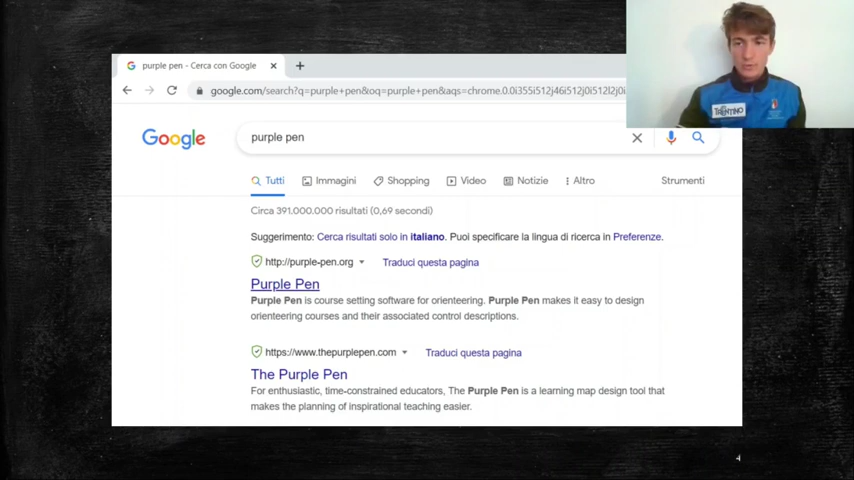 purple pen - Cerca con Google
google.com/search?q=purple+pen&oq=purple+pen&aqs=chrome.0.0i355i512j46i512j0i512l2j0i
Google
purple pen
Tutti Immagini Shopping Video Notizie Altro Strumenti
Circa 391.000.000 risultati (0,69 secondi)
Suggerimento: Cerca risultati solo in italiano. Puoi specificare la lingua di ricerca in Preferenze.
http://purple-pen.org Traduci questa pagina
Purple Pen
Purple Pen is course setting software for orienteering. Purple Pen makes it easy to design
orienteering courses and their associated control descriptions.
https://www.thepurplepen.com Traduci questa pagina
The Purple Pen
For enthusiastic, time-constrained educators, The Purple Pen is a learning map design tool that
makes the planning of inspirational teaching easier.
TRENTINO